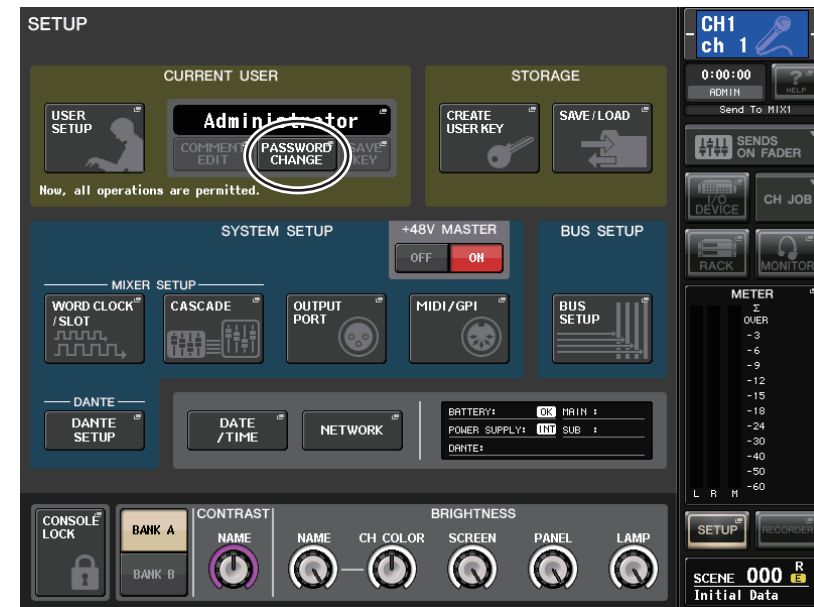 SETUP
CURRENT USER
USER
SETUP
Administrator
COMMENT
EDIT
PASSWORD
CHANGE
SAVE
KEY
Now, all operations are permitted.
STORAGE
CREATE
USER KEY
SAVE/LOAD
SYSTEM SETUP
+48V MASTER
OFF
ON
BUS SETUP
MIXER SETUP
WORD CLOCK
/SLOT
CASCADE
OUTPUT
PORT
MIDI/GPI
BUS
SETUP
DANTE
DANTE
SETUP
DATE
/TIME
NETWORK
BATTERY: OK MAIN :
POWER SUPPLY: INT SUB :
DANTE:
CONSOLE
LOCK
BANK A
BANK B
CONTRAST
NAME
BRIGHTNESS
NAME
CH COLOR
SCREEN
PANEL
LAMP
CH1
ch 1
0:00:00
ADMIN
?
HELP
Send To MIX1
SENDS
ON FADER
I/O
DEVICE
CH JOB
RACK
MONITOR
METER
Σ
OVER
-3
-6
-9
-12
-15
-18
-24
-30
-40
-50
-60
L R M
SETUP
RECORDER
SCENE 000 R
E
Initial Data